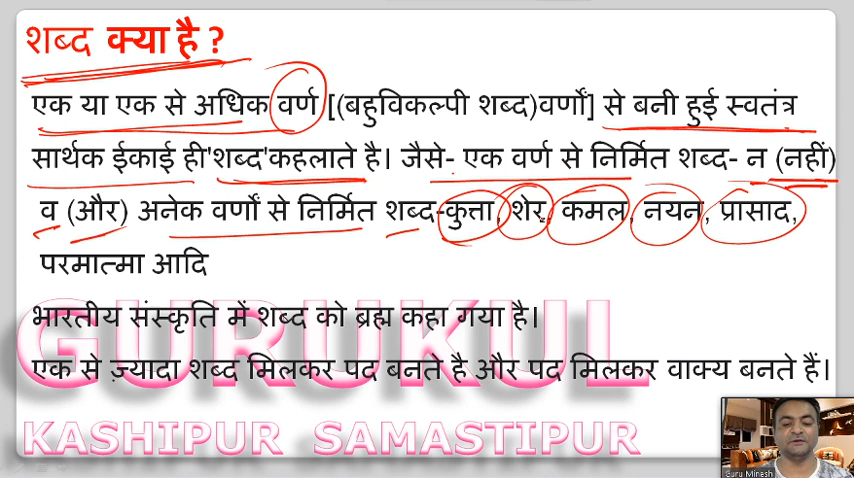 शब्द क्या है ?
एक या एक से अधिक वर्ण [(बहुविकल्पी शब्द)वर्णों] से बनी हुई स्वतंत्र
सार्थक ईकाई ही'शब्द'कहलाते है। जैसे- एक वर्ण से निर्मित शब्द- न (नहीं)
व (और) अनेक वर्णों से निर्मित शब्द-कुत्ता, शेर, कमल, नयन, प्रासाद,
परमात्मा आदि
भारतीय संस्कृति में शब्द को ब्रह्म कहा गया है।
एक से ज़्यादा शब्द मिलकर पद बनते है और पद मिलकर वाक्य बनते हैं।
GURUKUL
KASHIPUR SAMASTIPUR
Guru Minesh